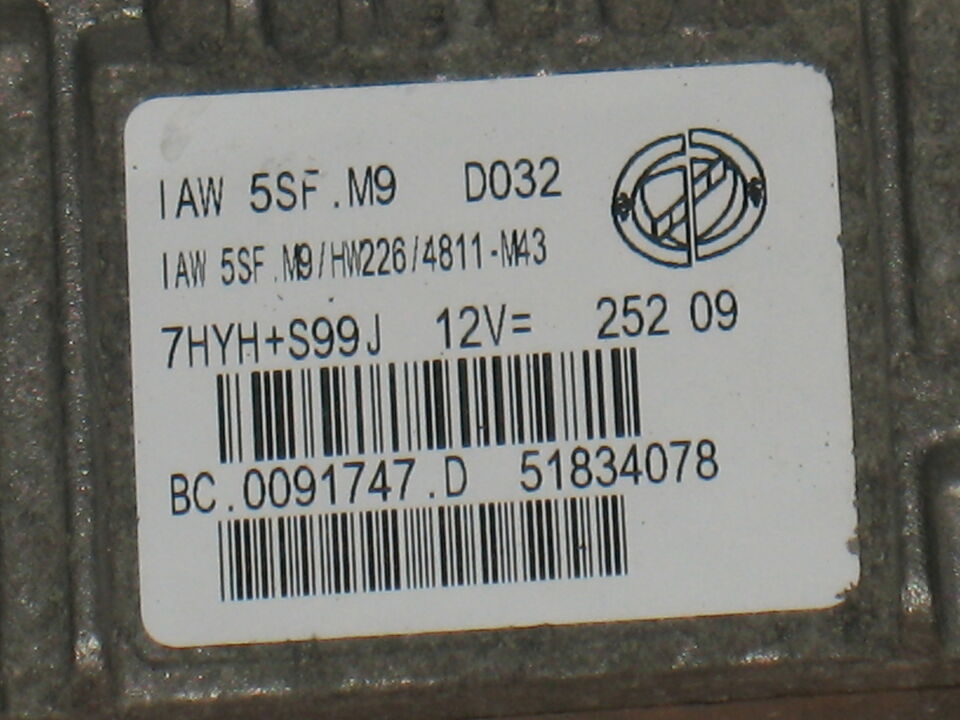 IAW 5SF.M9 D032
IAW 5SF.M9/HW226/4811-M43
7HYH+S99J 12V= 252 09
BC.0091747.D 51834078